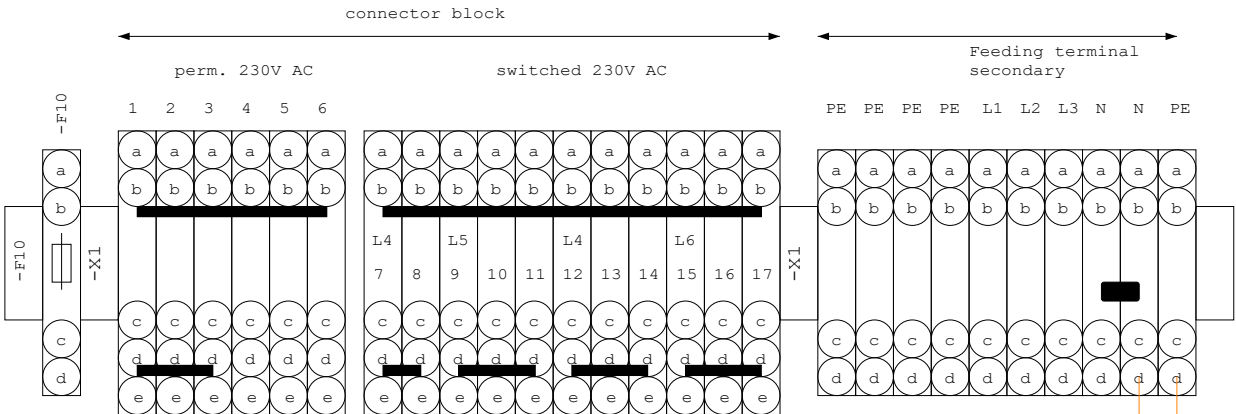 connector block
Feeding terminal
secondary
perm. 230V AC
switched 230V AC
-F10
1 2 3 4 5 6
PE PE PE PE L1 L2 L3 N N PE
a a a a a a a a a a a a a a a a a
a a a a a a a a a a a
b b b b b b b b b b b b b b b b b
b b b b b b b b b b b
L4 L5 L4 L6
-F10
-X1
-X1
7 8 9 10 11 12 13 14 15 16 17
c c c c c c c c c c c c c c c c c
c c c c c c c c c c c
d d d d d d d d d d d d d d d d d
d d d d d d d d d d d
e e e e e e e e e e e e e e e e e